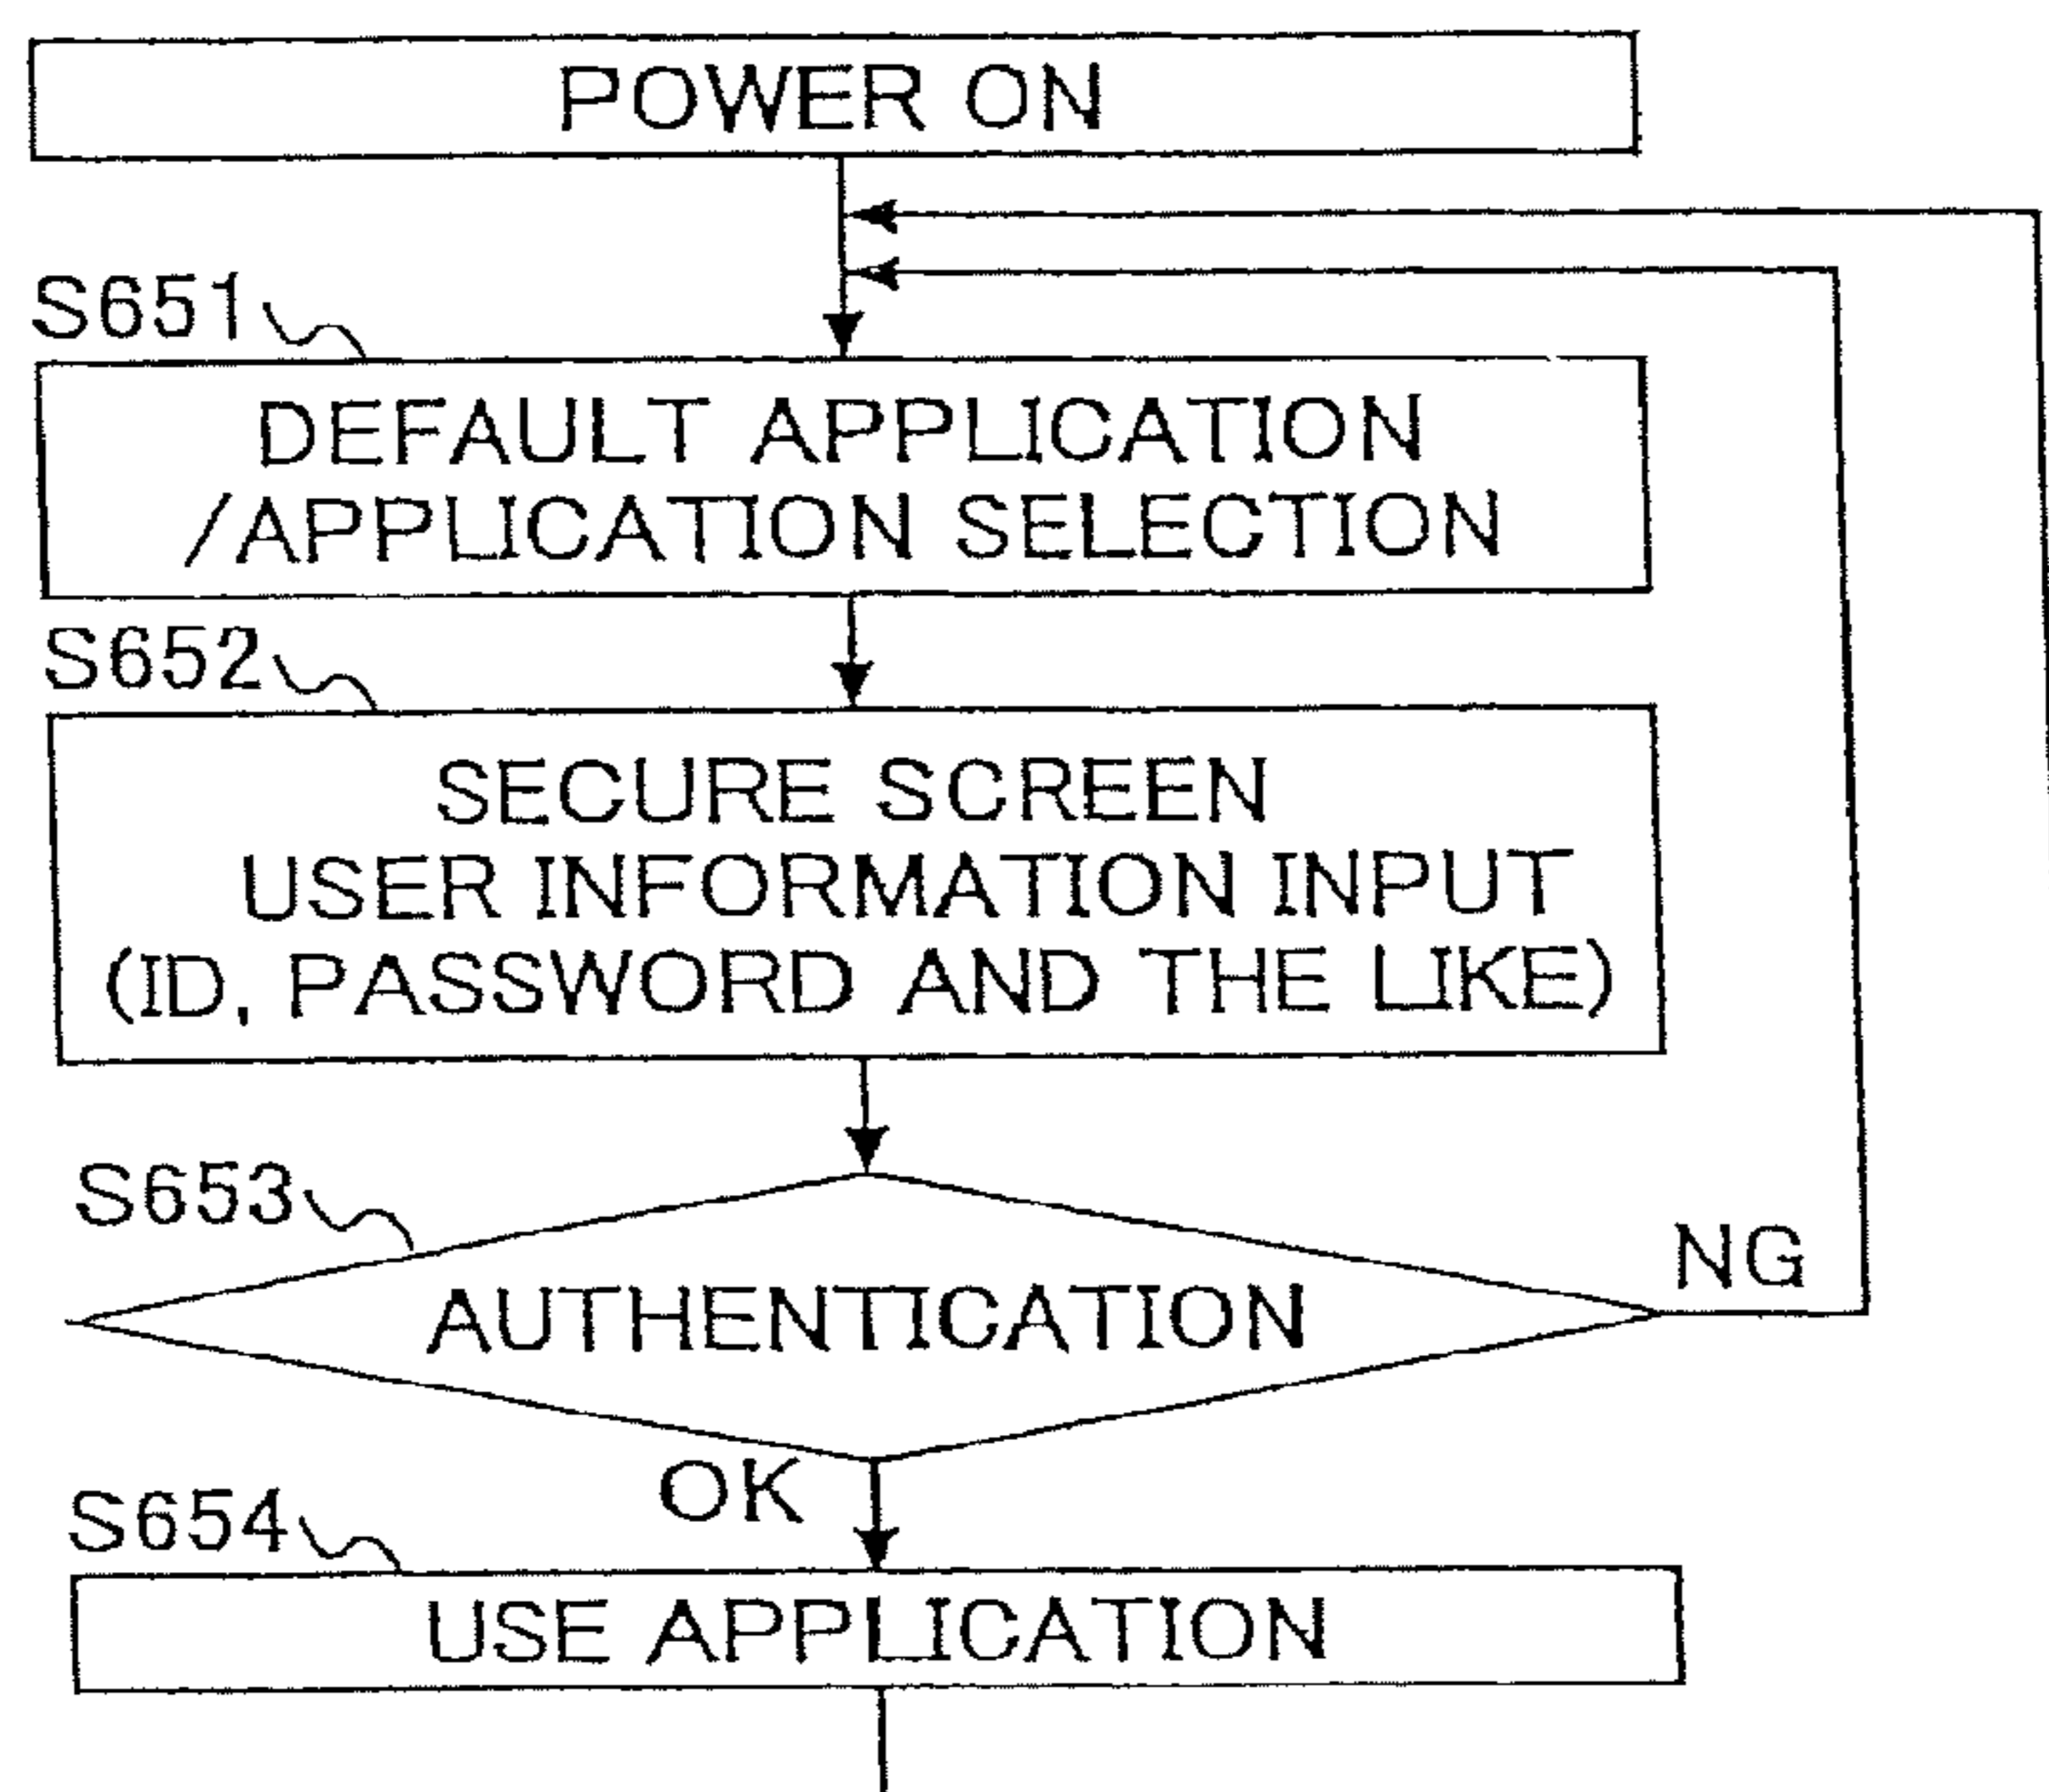 POWER ON
S651
DEFAULT APPLICATION
/APPLICATION SELECTION
S652
SECURE SCREEN
USER INFORMATION INPUT
(ID, PASSWORD AND THE LIKE)
S653
AUTHENTICATION
NG
OK
S654
USE APPLICATION